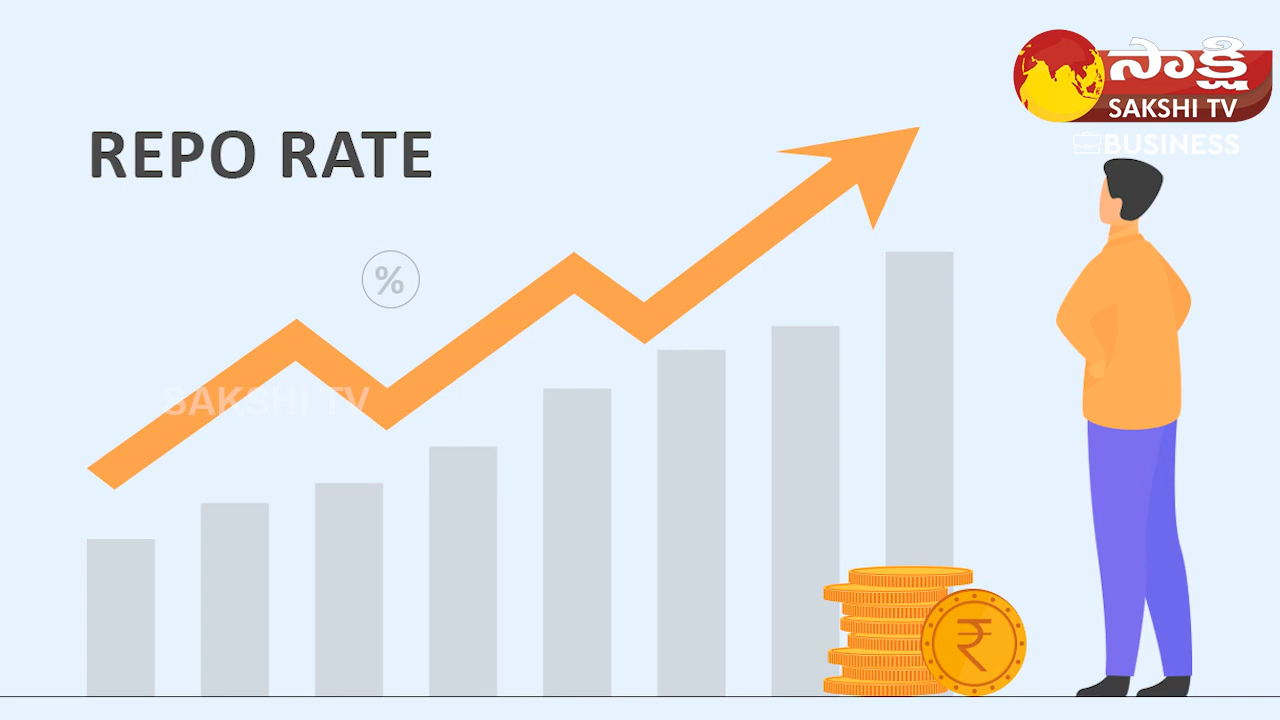 సాక్షి
SAKSHI TV
BUSINESS
REPO RATE
%
SAKSHI TV
₹